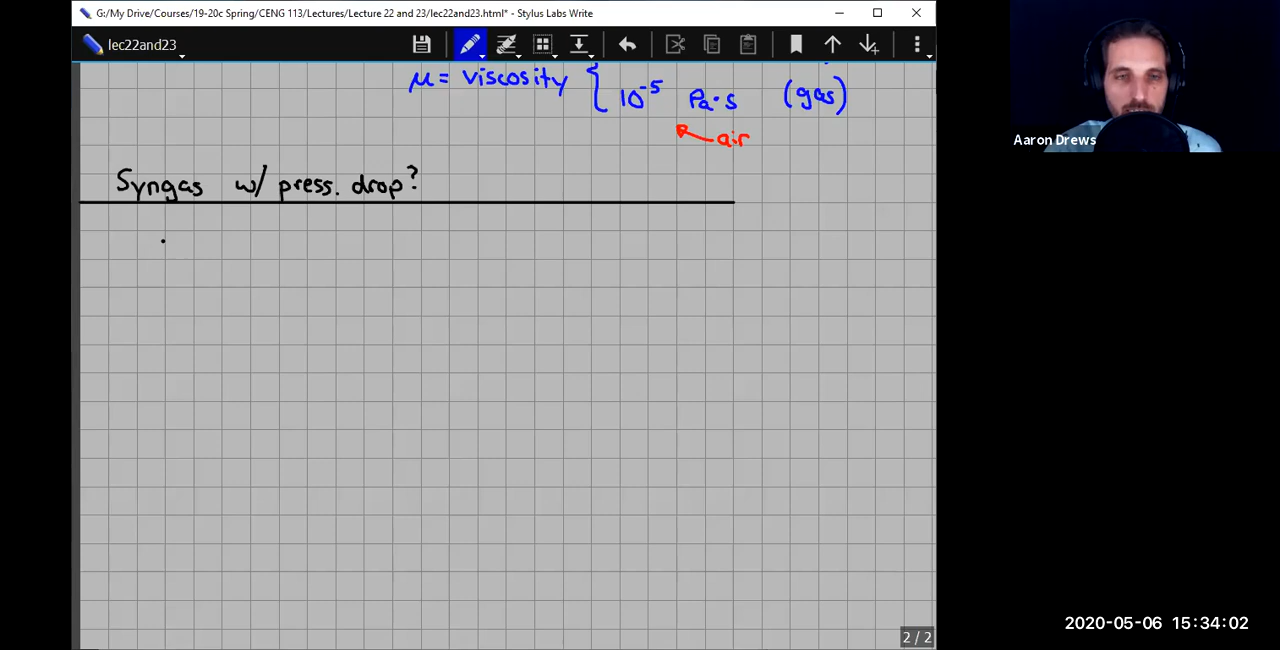 G:/My Drive/Courses/19-20c Spring/CENG 113/Lectures/Lecture 22 and 23/lec22and23.html* - Stylus Labs Write
lec22and23
μ = viscosity { 10⁻⁵ Pa·s (gas)
air
Syngas w/ press. drop?
2 / 2
Aaron Drews
2020-05-06 15:34:02